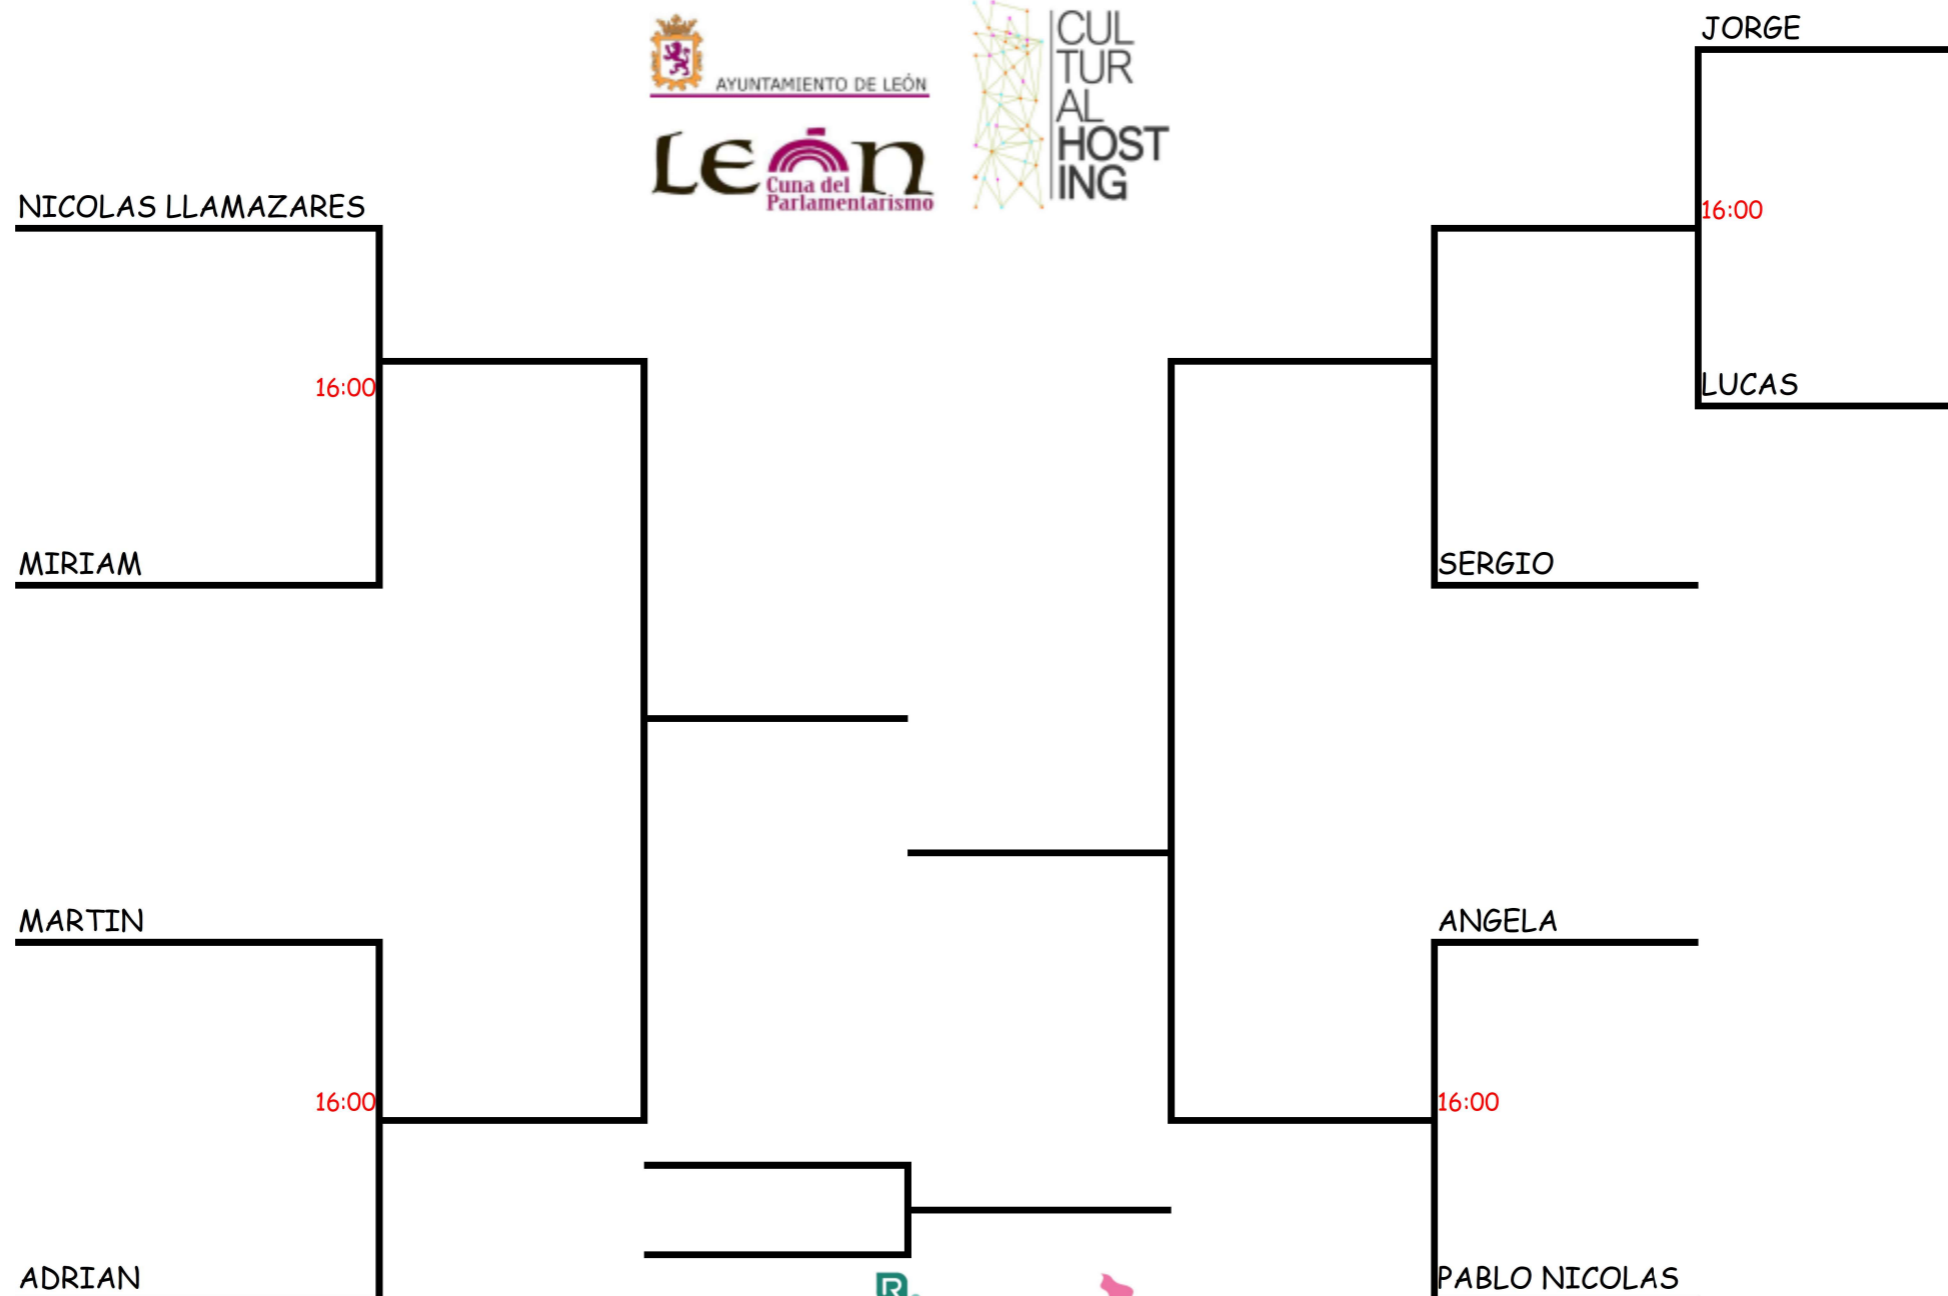 CUL
TUR
AL
HOST
ING
AYUNTAMIENTO DE LEÓN
LEÓN
Cuna del
Parlamentarismo
JORGE
NICOLAS LLAMAZARES
16:00
16:00
LUCAS
MIRIAM
SERGIO
MARTIN
ANGELA
16:00
16:00
ADRIAN
PABLO NICOLAS
R